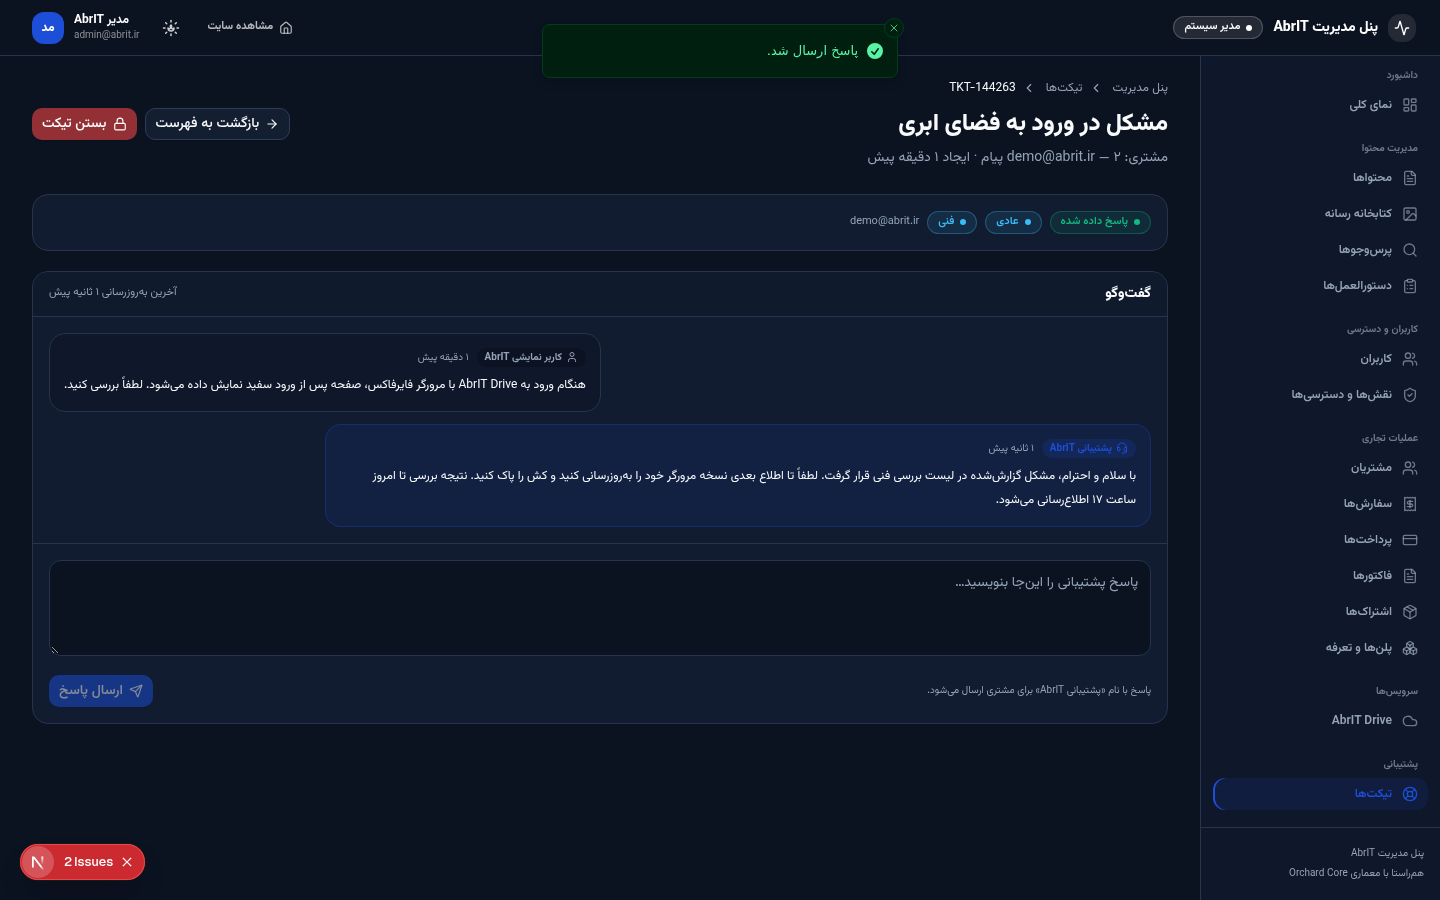 پنل مدیریت AbrIT
مدیر سیستم
پاسخ ارسال شد.
مشاهده سایت
مدیر AbrIT
admin@abrit.ir
مد
داشبورد
نمای کلی
مدیریت محتوا
محتواها
کتابخانه رسانه
پرس‌وجوها
دستورالعمل‌ها
کاربران و دسترسی
کاربران
نقش‌ها و دسترسی‌ها
عملیات تجاری
مشتریان
سفارش‌ها
پرداخت‌ها
فاکتورها
اشتراک‌ها
پلن‌ها و تعرفه
سرویس‌ها
AbrIT Drive
پشتیبانی
تیکت‌ها
پنل مدیریت AbrIT
هم‌راستا با معماری Orchard Core
پنل مدیریت
تیکت‌ها
TKT-144263
مشکل در ورود به فضای ابری
مشتری: demo@abrit.ir — ۲ پیام · ایجاد ۱ دقیقه پیش
بازگشت به فهرست
بستن تیکت
پاسخ داده شده
عادی
فنی
demo@abrit.ir
گفت‌وگو
آخرین به‌روزرسانی ۱ ثانیه پیش
کاربر نمایشی AbrIT
۱ دقیقه پیش
هنگام ورود به AbrIT Drive با مرورگر فایرفاکس، صفحه پس از ورود سفید نمایش داده می‌شود. لطفاً بررسی کنید.
پشتیبانی AbrIT
۱ ثانیه پیش
با سلام و احترام، مشکل گزارش‌شده در لیست بررسی فنی قرار گرفت. لطفاً تا اطلاع بعدی نسخه مرورگر خود را به‌روزرسانی کنید و کش را پاک کنید. نتیجه بررسی تا امروز
ساعت ۱۷ اطلاع‌رسانی می‌شود.
پاسخ پشتیبانی را این‌جا بنویسید…
پاسخ با نام «پشتیبانی AbrIT» برای مشتری ارسال می‌شود.
ارسال پاسخ
2 Issues